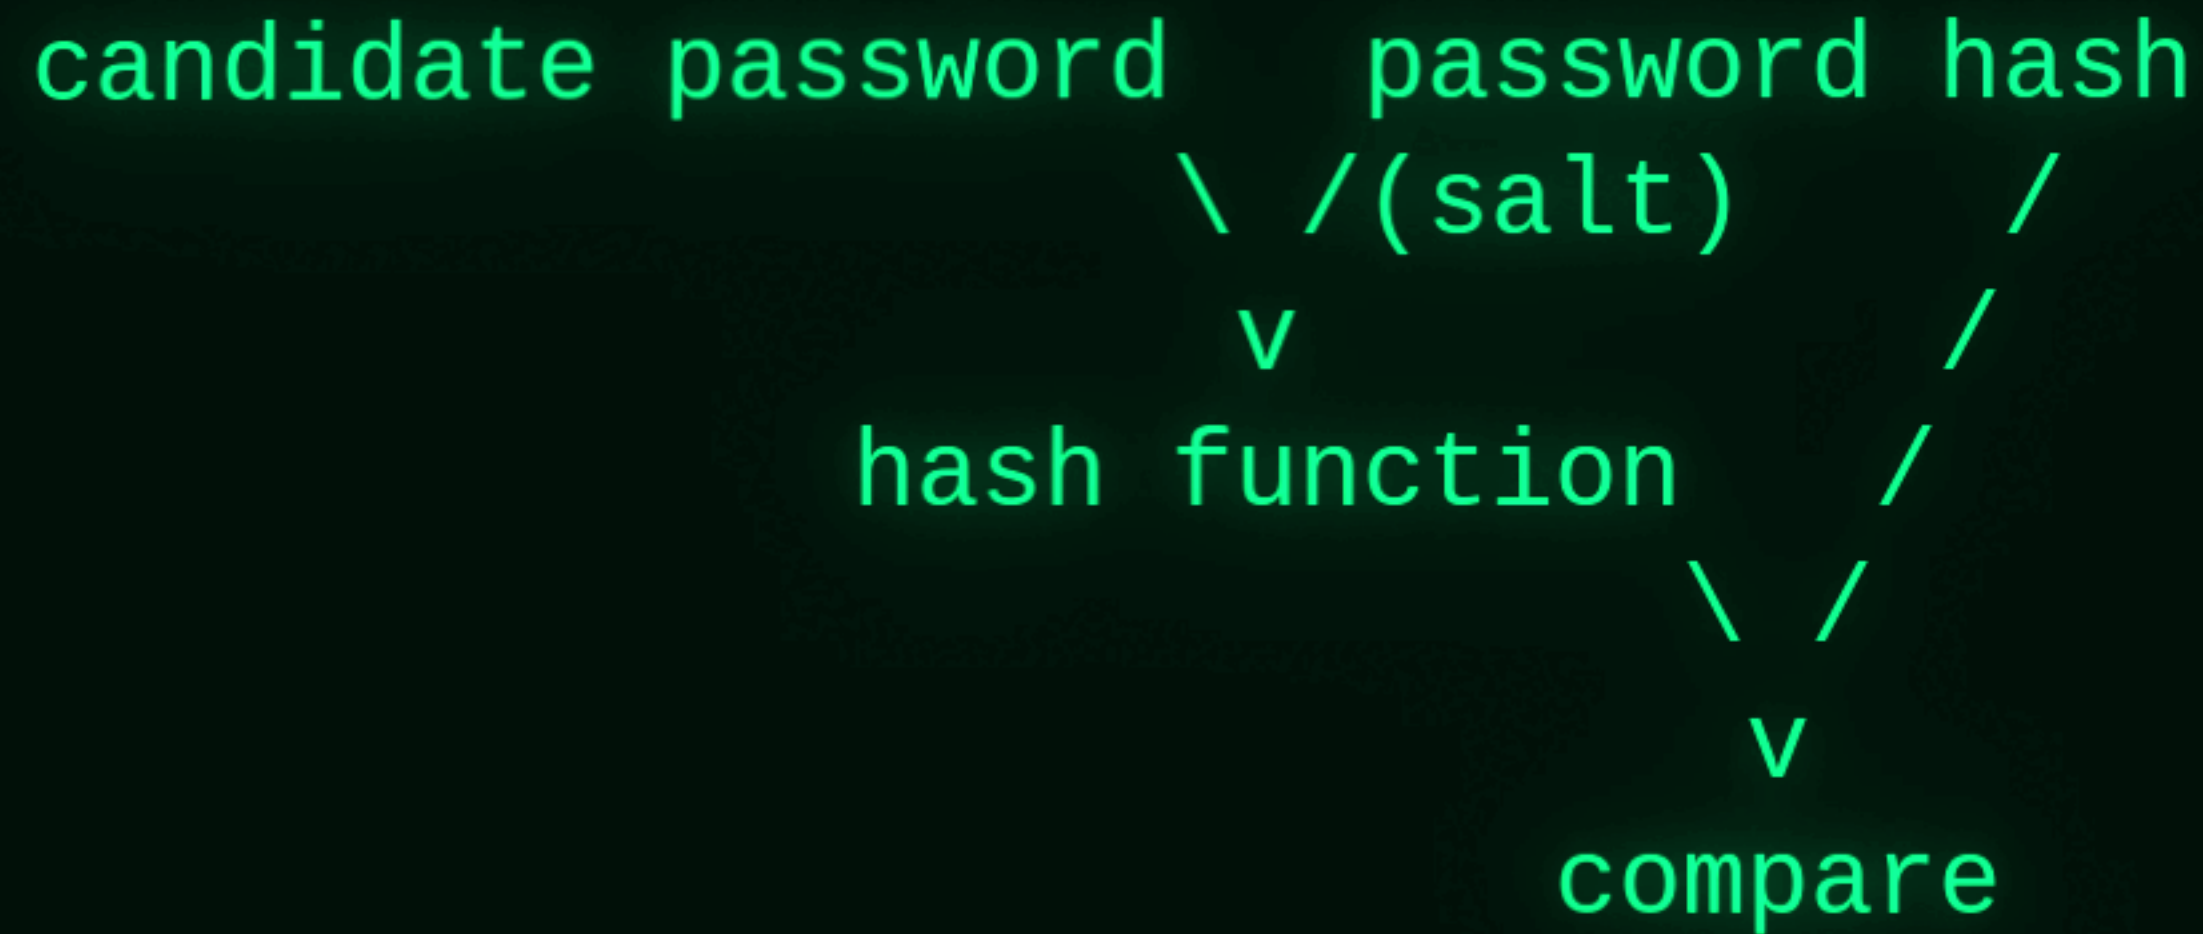 candidate password   password hash
                  \ /(salt)    /
                   v          /
             hash function   /
                          \ /
                           v
                        compare